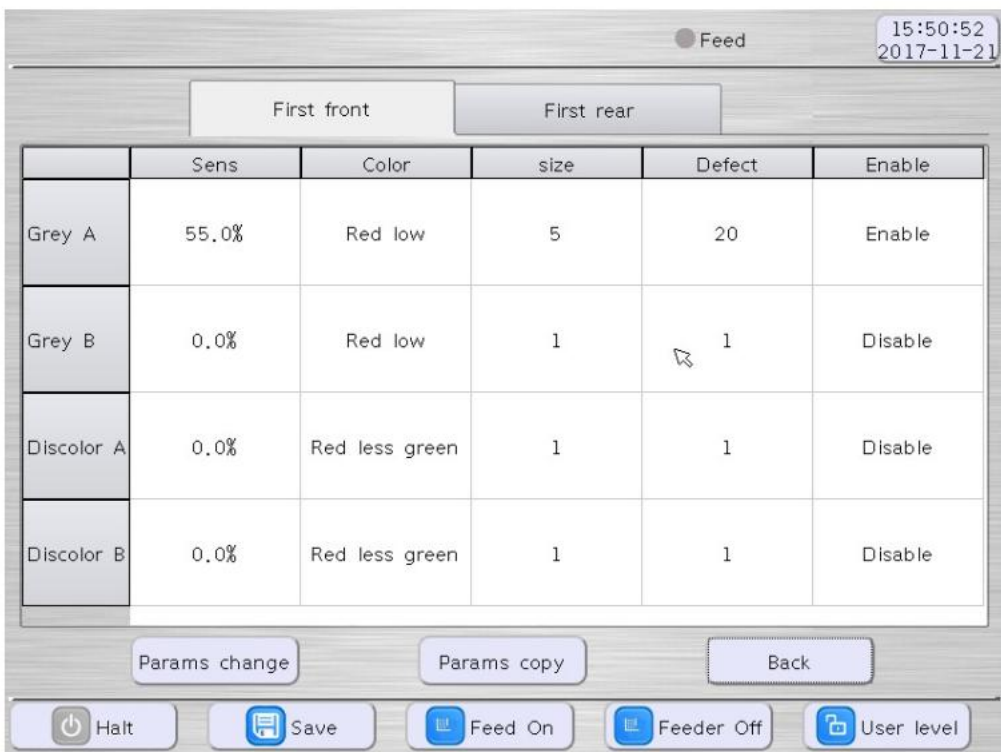 Feed
15:50:52
2017-11-21
First front
First rear
Sens Color size Defect Enable
Grey A 55.0% Red low 5 20 Enable
Grey B 0.0% Red low 1 1 Disable
Discolor A 0.0% Red less green 1 1 Disable
Discolor B 0.0% Red less green 1 1 Disable
Params change Params copy Back
Halt Save Feed On Feeder Off User level